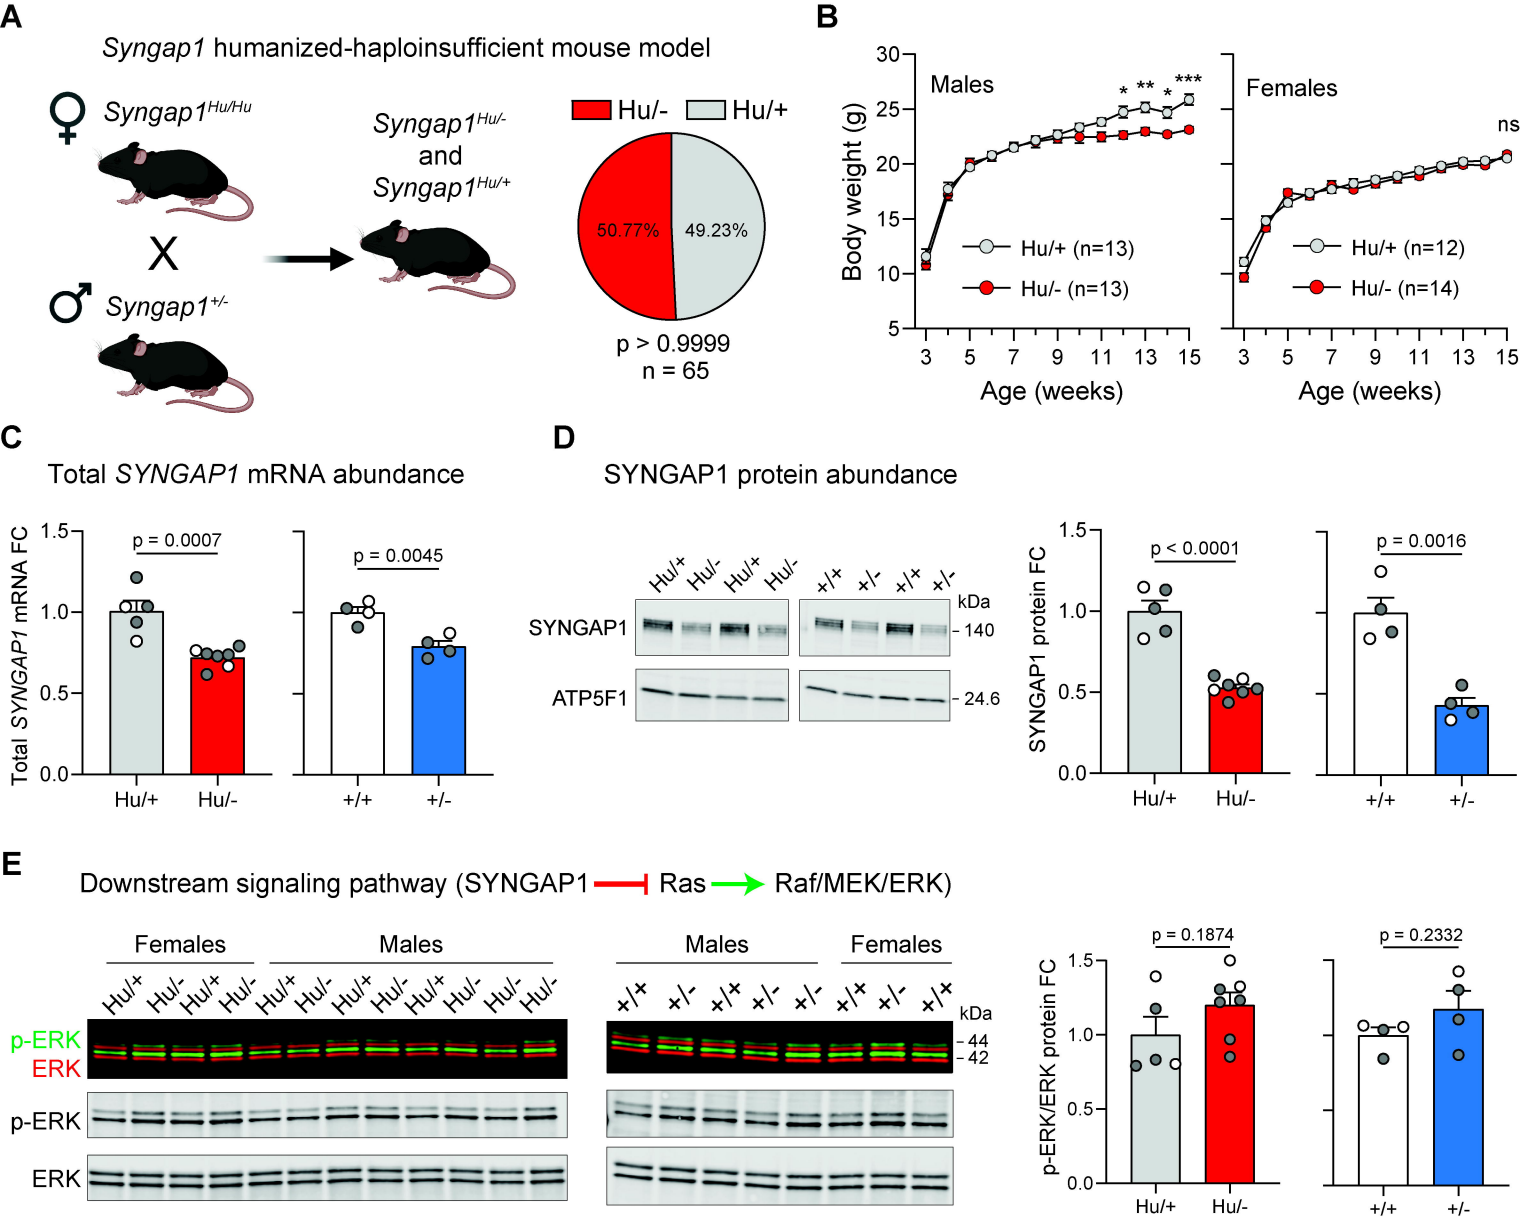 A
Syngap1 humanized-haploinsufficient mouse model
♀ Syngap1Hu/Hu
X
♂ Syngap1+/-
Syngap1Hu/-
and
Syngap1Hu/+
Hu/- Hu/+
50.77% 49.23%
p > 0.9999
n = 65
B
Body weight (g)
30
25
20
15
10
5
Males
* ** * ***
Hu/+ (n=13)
Hu/- (n=13)
3 5 7 9 11 13 15
Age (weeks)
Females
ns
Hu/+ (n=12)
Hu/- (n=14)
3 5 7 9 11 13 15
Age (weeks)
C
Total SYNGAP1 mRNA abundance
Total SYNGAP1 mRNA FC
1.5
1.0
0.5
0.0
p = 0.0007
Hu/+ Hu/-
p = 0.0045
+/+ +/-
D
SYNGAP1 protein abundance
Hu/+ Hu/- Hu/+ Hu/- +/+ +/- +/+ +/-
kDa
SYNGAP1
140
ATP5F1
24.6
SYNGAP1 protein FC
1.5
1.0
0.5
0.0
p < 0.0001
Hu/+ Hu/-
p = 0.0016
+/+ +/-
E
Downstream signaling pathway (SYNGAP1 Ras Raf/MEK/ERK)
Females Males
Hu/+ Hu/- Hu/+ Hu/- Hu/+ Hu/- Hu/+ Hu/- Hu/+ Hu/- Hu/- Hu/-
Males Females
+/+ +/- +/+ +/- +/- +/+ +/- +/+
kDa
p-ERK
ERK
44
42
p-ERK
ERK
p-ERK/ERK protein FC
1.5
1.0
0.5
0.0
p = 0.1874
Hu/+ Hu/-
p = 0.2332
+/+ +/-